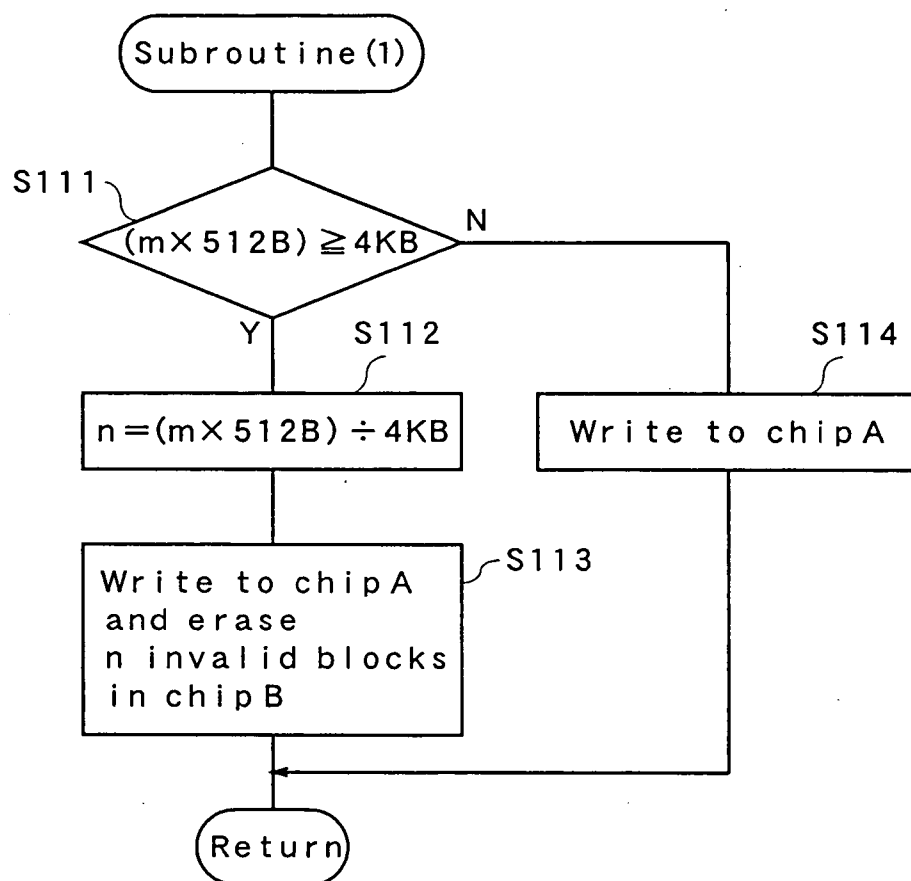 Subroutine(1)
S111
(m×512B)≧4KB
N
Y
S112
S114
n=(m×512B)÷4KB
Write to chipA
S113
Write to chipA
and erase
n invalid blocks
in chipB
Return